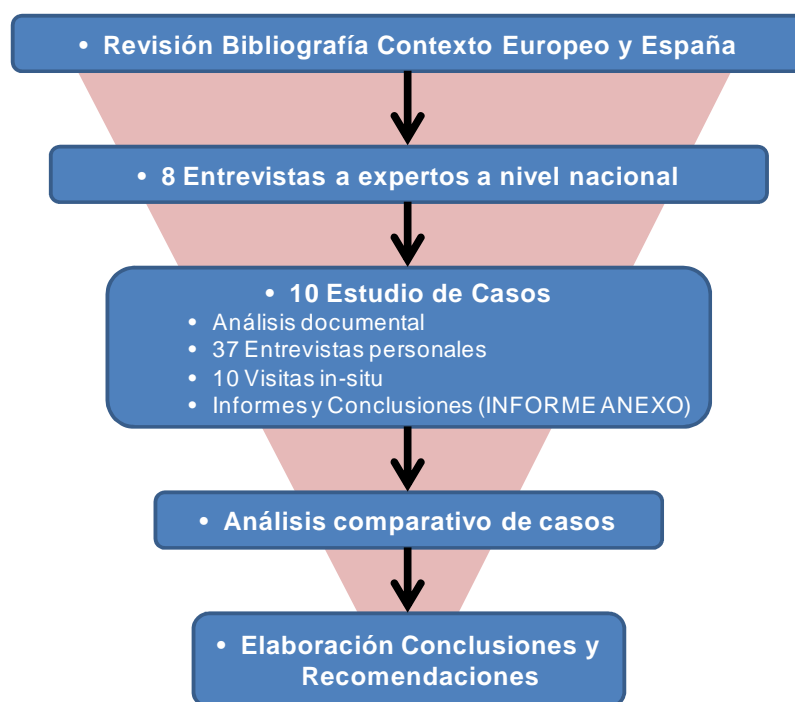 • Revisión Bibliografía Contexto Europeo y España
• 8 Entrevistas a expertos a nivel nacional
• 10 Estudio de Casos
• Análisis documental
• 37 Entrevistas personales
• 10 Visitas in-situ
• Informes y Conclusiones (INFORME ANEXO)
• Análisis comparativo de casos
• Elaboración Conclusiones y
Recomendaciones